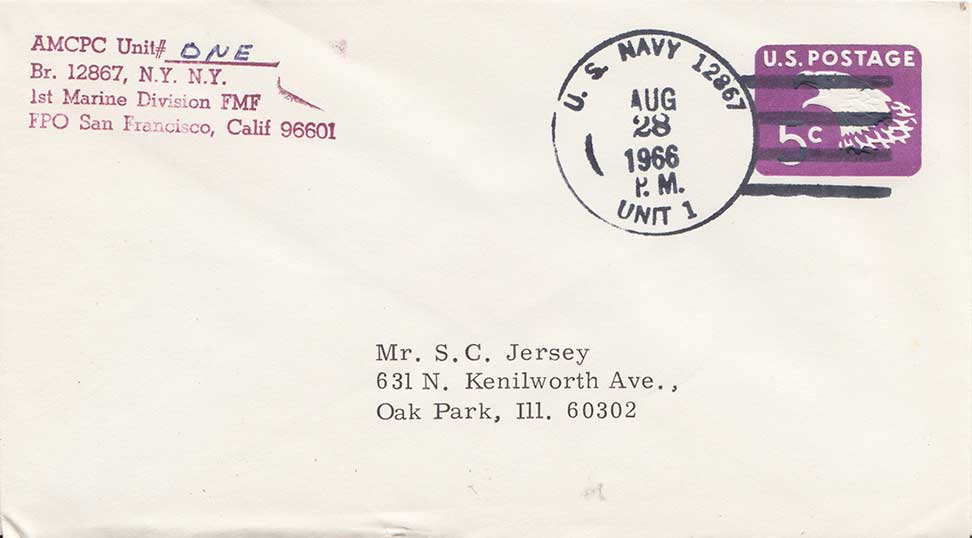 AMCPC Unit# ONE
Br. 12867, N.Y. N.Y.
1st Marine Division FMF
FPO San Francisco, Calif 96601
U. S. NAVY 12867
AUG
28
1966
P.M.
UNIT 1
U.S. POSTAGE
5c
Mr. S.C. Jersey
631 N. Kenilworth Ave.,
Oak Park, Ill. 60302